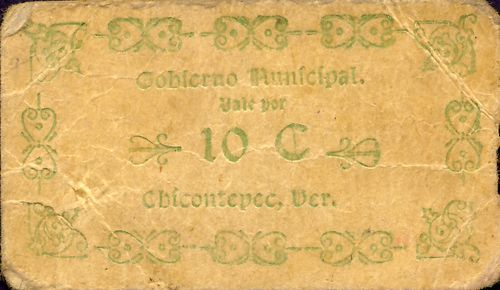 Gobierno Municipal.
Vale por
10 C
Chicontepec, Ver.